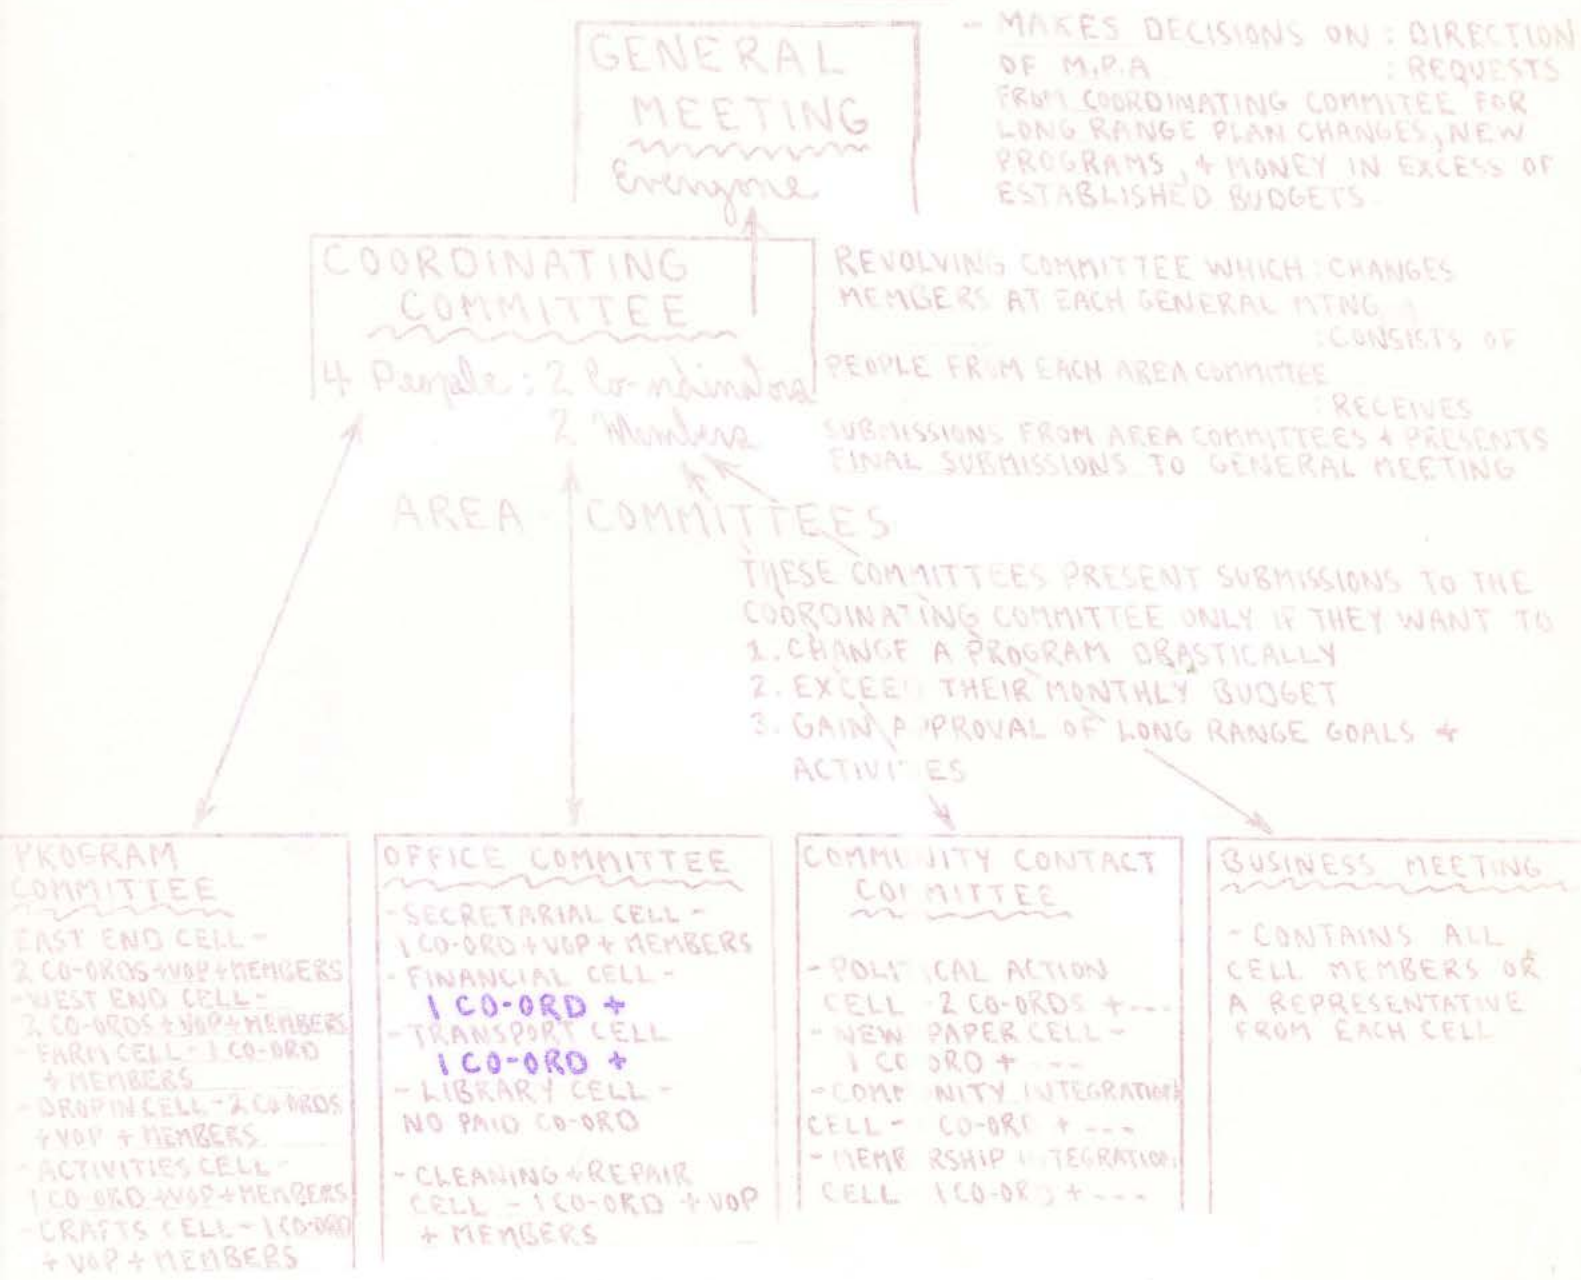 GENERAL
MEETING
Everyone
- MAKES DECISIONS ON : DIRECTION
OF M.P.A : REQUESTS
FROM COORDINATING COMMITEE FOR
LONG RANGE PLAN CHANGES, NEW
PROGRAMS, + MONEY IN EXCESS OF
ESTABLISHED BUDGETS
COORDINATING
COMMITTEE
4 People : 2 Co-ordinators
2 Members
REVOLVING COMMITTEE WHICH : CHANGES
MEMBERS AT EACH GENERAL MTNG
: CONSISTS OF
PEOPLE FROM EACH AREA COMMITTEE
: RECEIVES
SUBMISSIONS FROM AREA COMMITTEES + PRESENTS
FINAL SUBMISSIONS TO GENERAL MEETING
AREA COMMITTEES
THESE COMMITTEES PRESENT SUBMISSIONS TO THE
COORDINATING COMMITTEE ONLY IF THEY WANT TO
1. CHANGE A PROGRAM DRASTICALLY
2. EXCEED THEIR MONTHLY BUDGET
3. GAIN APPROVAL OF LONG RANGE GOALS +
ACTIVITIES
PROGRAM
COMMITTEE
EAST END CELL -
2 CO-ORDS + VOP + MEMBERS
- WEST END CELL -
2 CO-ORDS + VOP + MEMBERS
- FARM CELL - 1 CO-ORD
+ MEMBERS
- DROP IN CELL - 2 CO-ORDS
+ VOP + MEMBERS
- ACTIVITIES CELL -
1 CO-ORD + VOP + MEMBERS
- CRAFTS CELL - 1 CO-ORD
+ VOP + MEMBERS
OFFICE COMMITTEE
- SECRETARIAL CELL -
1 CO-ORD + VOP + MEMBERS
- FINANCIAL CELL -
1 CO-ORD +
- TRANSPORT CELL
1 CO-ORD +
- LIBRARY CELL -
NO PAID CO-ORD
- CLEANING + REPAIR
CELL - 1 CO-ORD + VOP
+ MEMBERS
COMMUNITY CONTACT
COMMITTEE
- POLITICAL ACTION
CELL 2 CO-ORDS + ---
- NEW PAPER CELL -
1 CO-ORD + ---
- COMMUNITY INTEGRATION
CELL - CO-ORD + ---
- MEMBERSHIP INTEGRATION
CELL 1 CO-ORD + ---
BUSINESS MEETING
- CONTAINS ALL
CELL MEMBERS OR
A REPRESENTATIVE
FROM EACH CELL